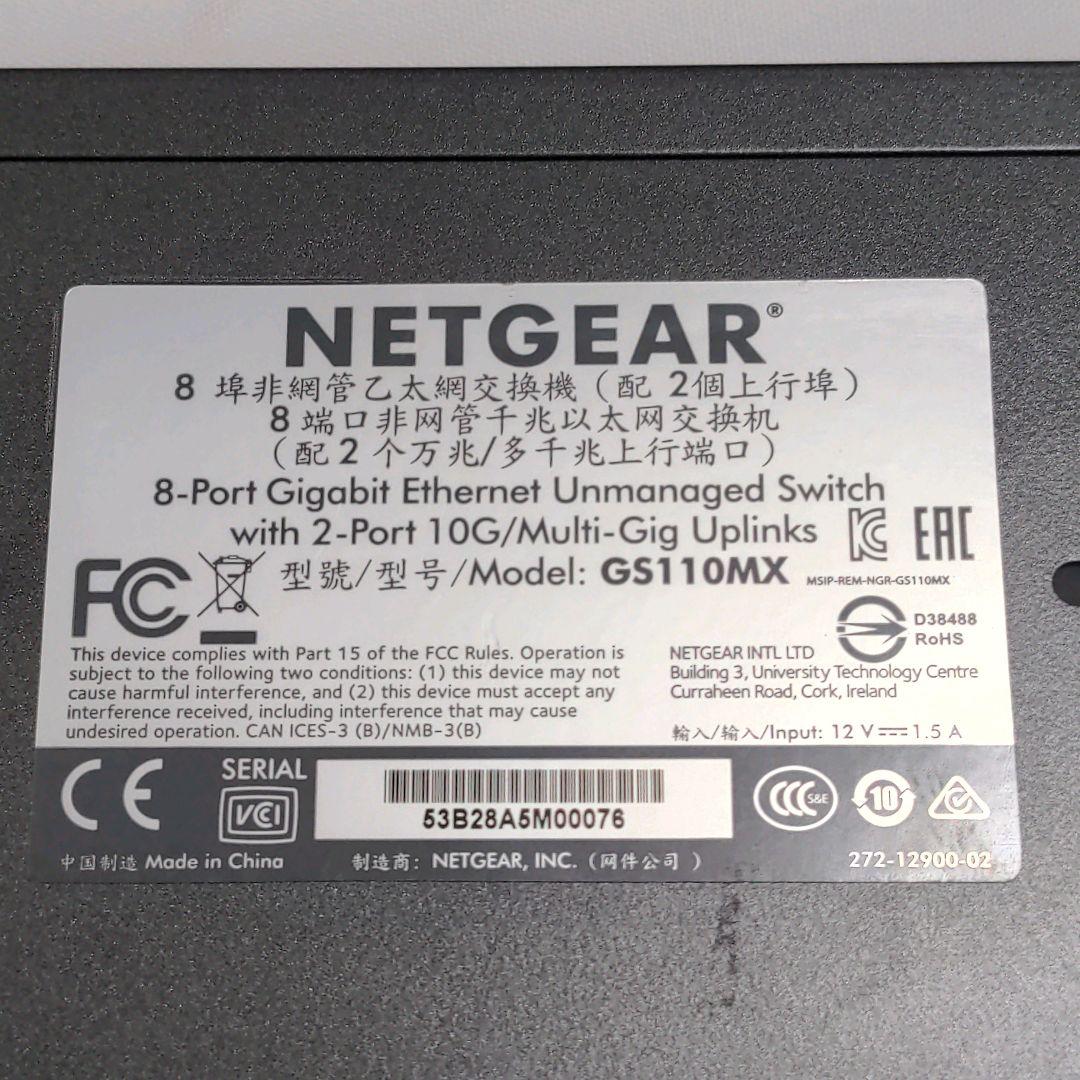 NETGEAR®
8 埠非網管乙太網交換機（配 2個上行埠）
8 端口非网管千兆以太网交换机
（配 2 个万兆/多千兆上行端口）
8-Port Gigabit Ethernet Unmanaged Switch
with 2-Port 10G/Multi-Gig Uplinks
EAC
FC 型號/型号/Model: GS110MX
MSIP-REM-NGR-GS110MX
D38488
RoHS
This device complies with Part 15 of the FCC Rules. Operation is
subject to the following two conditions: (1) this device may not
cause harmful interference, and (2) this device must accept any
interference received, including interference that may cause
undesired operation. CAN ICES-3 (B)/NMB-3(B)
NETGEAR INTL LTD
Building 3, University Technology Centre
Curraheen Road, Cork, Ireland
輸入/输入/Input: 12 V⎓1.5 A
CE
SERIAL
VCI
53B28A5M00076
CCC S&E
10
中国制造 Made in China
制造商: NETGEAR, INC.（网件公司）
272-12900-02